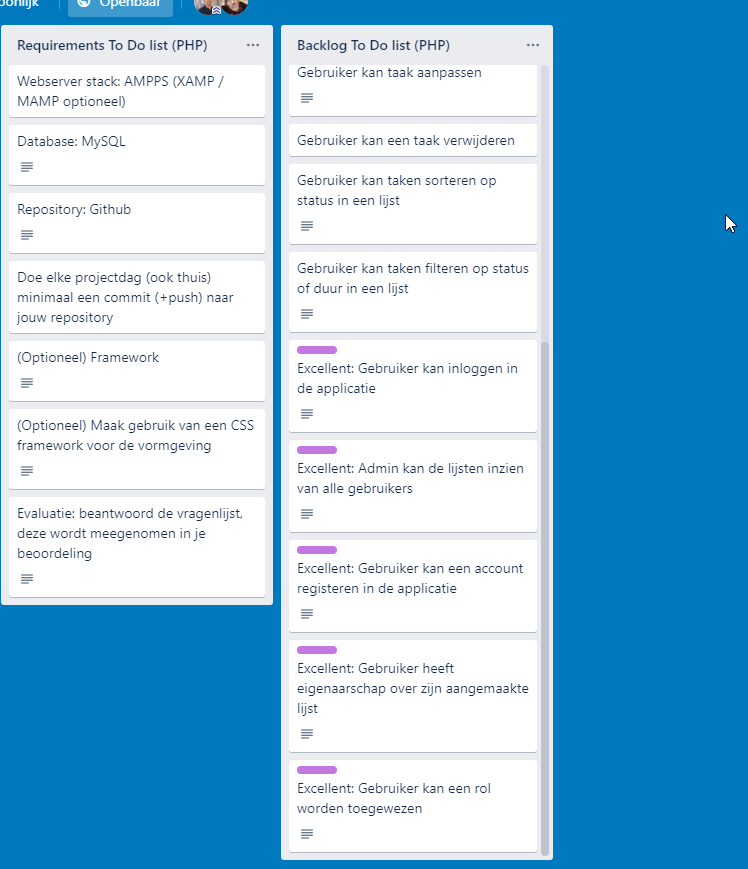 Openbaar
Requirements To Do list (PHP)
Webserver stack: AMPPS (XAMP /
MAMP optioneel)
Database: MySQL
Repository: Github
Doe elke projectdag (ook thuis)
minimaal een commit (+push) naar
jouw repository
(Optioneel) Framework
(Optioneel) Maak gebruik van een CSS
framework voor de vormgeving
Evaluatie: beantwoord de vragenlijst,
deze wordt meegenomen in je
beoordeling
Backlog To Do list (PHP)
Gebruiker kan taak aanpassen
Gebruiker kan een taak verwijderen
Gebruiker kan taken sorteren op
status in een lijst
Gebruiker kan taken filteren op status
of duur in een lijst
Excellent: Gebruiker kan inloggen in
de applicatie
Excellent: Admin kan de lijsten inzien
van alle gebruikers
Excellent: Gebruiker kan een account
registeren in de applicatie
Excellent: Gebruiker heeft
eigenaarschap over zijn aangemaakte
lijst
Excellent: Gebruiker kan een rol
worden toegewezen